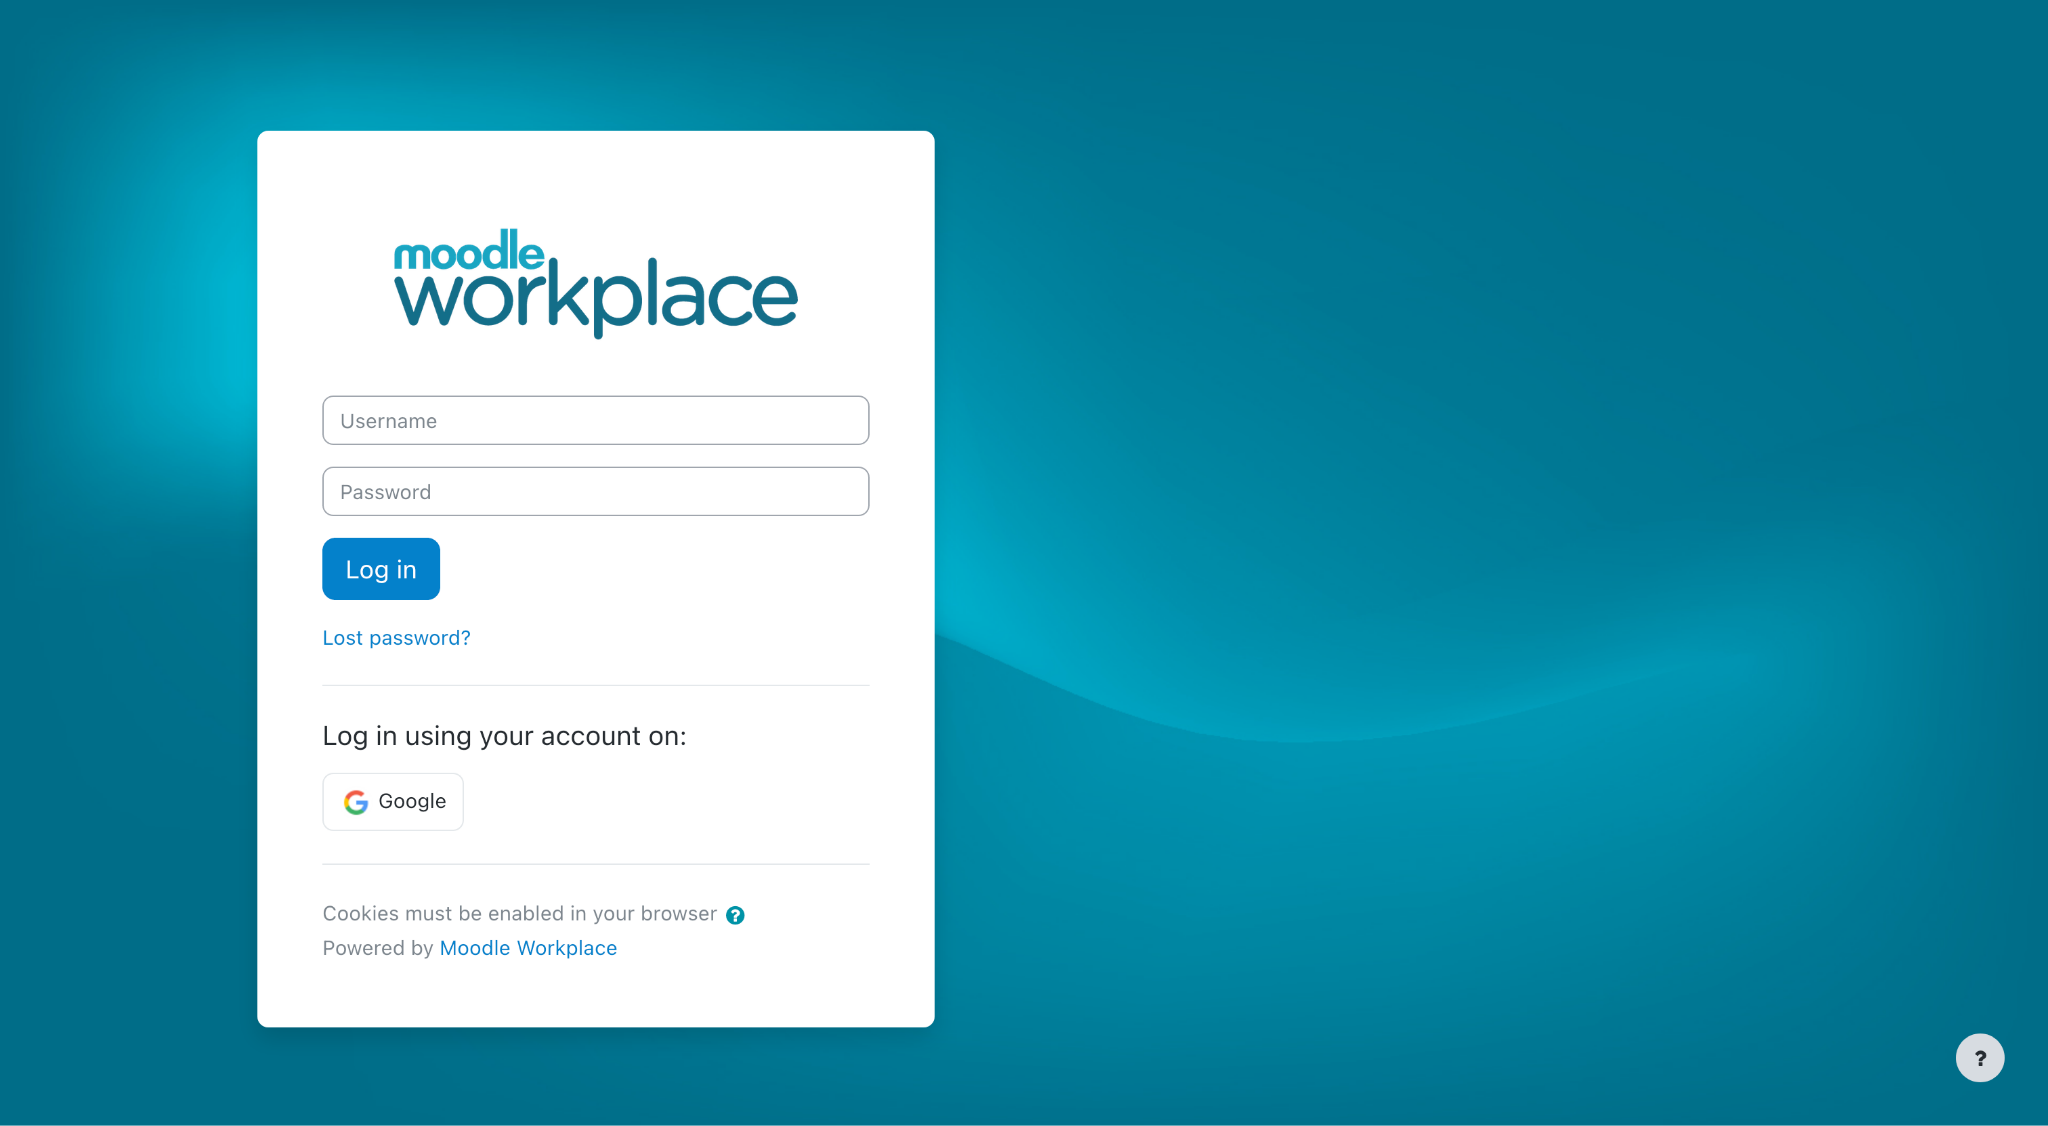 moodle
workplace
Username
Password
Log in
Lost password?
Log in using your account on:
Google
Cookies must be enabled in your browser ?
Powered by Moodle Workplace
?